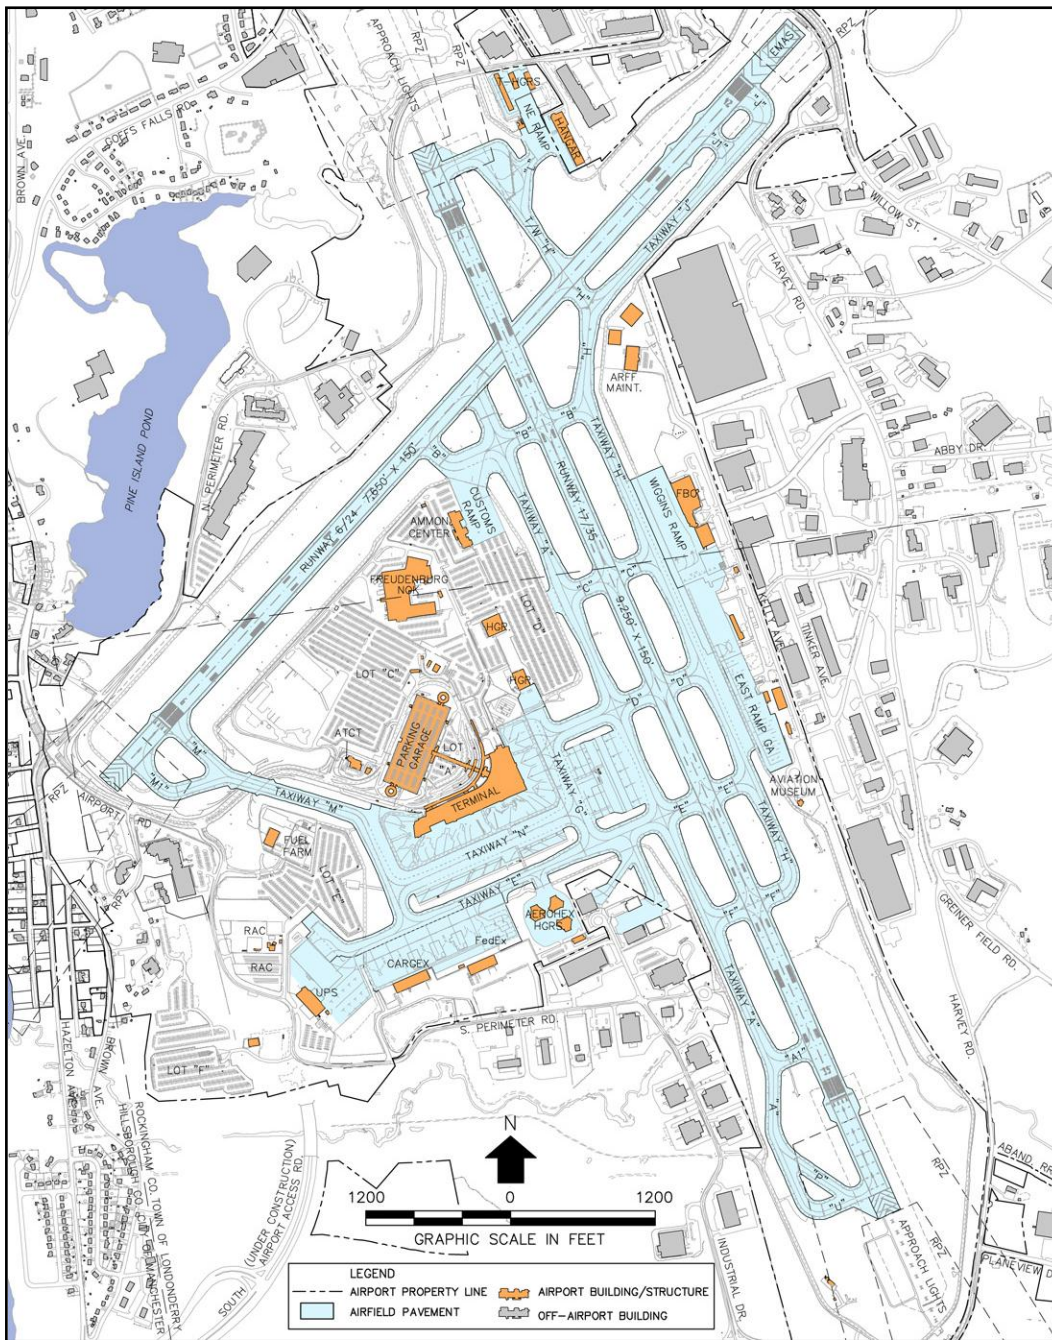 RPZ
EMAS
RPZ
APPROACH LIGHTS
RPZ
T-HGRS
NE RAMP
HANGAR
GOFFS FALLS RD.
BROWN AVE.
"J"
"J1"
T/W "H"
TAXIWAY "J"
WILLOW ST.
HARVEY RD.
"H"
"H"
ARFF
MAINT.
PINE ISLAND POND
N. PERIMETER RD.
RUNWAY 6/24 7,650' X 150'
"B"
"B"
"B"
TAXIWAY "H"
RUNWAY 17/35
ABBY DR.
CUSTOMS
RAMP
AMMON
CENTER
TAXIWAY "A"
WIGGINS RAMP
FBO
FREUDENBURG
NOK
"C"
"C"
9,250' X 150'
KELLY AVE.
LOT "D"
HGR
TINKER AVE.
LOT "C"
HGR
"D"
"D"
EAST RAMP GA
ATCT
PARKING
GARAGE
LOT
"A"
TERMINAL
TAXIWAY "G"
AVIATION
MUSEUM
"M"
"M1"
TAXIWAY "M"
RPZ
AIRPORT RD
"E"
"E"
TAXIWAY "H"
FUEL
FARM
TAXIWAY "N"
LOT "E"
TAXIWAY "E"
RPZ
AEROHEX
HGRS
"F"
"F"
GREINER FIELD RD.
RAC
RAC
FedEx
CARGEX
UPS
TAXIWAY "A"
HARVEY RD.
S. PERIMETER RD.
"A1"
LOT "F"
HAZELTON AVE.
BROWN AVE.
"A"
ROCKINGHAM CO. TOWN OF LONDONDERRY
HILLSBOROUGH CO. CITY OF MANCHESTER
N
"P"
"U"
RPZ
ABAND RR
1200 0 1200
GRAPHIC SCALE IN FEET
(UNDER CONSTRUCTION)
AIRPORT ACCESS RD.
SOUTH
INDUSTRIAL DR.
APPROACH LIGHTS
RPZ
PLANEVIEW D
LEGEND
AIRPORT PROPERTY LINE
AIRPORT BUILDING/STRUCTURE
AIRFIELD PAVEMENT
OFF-AIRPORT BUILDING